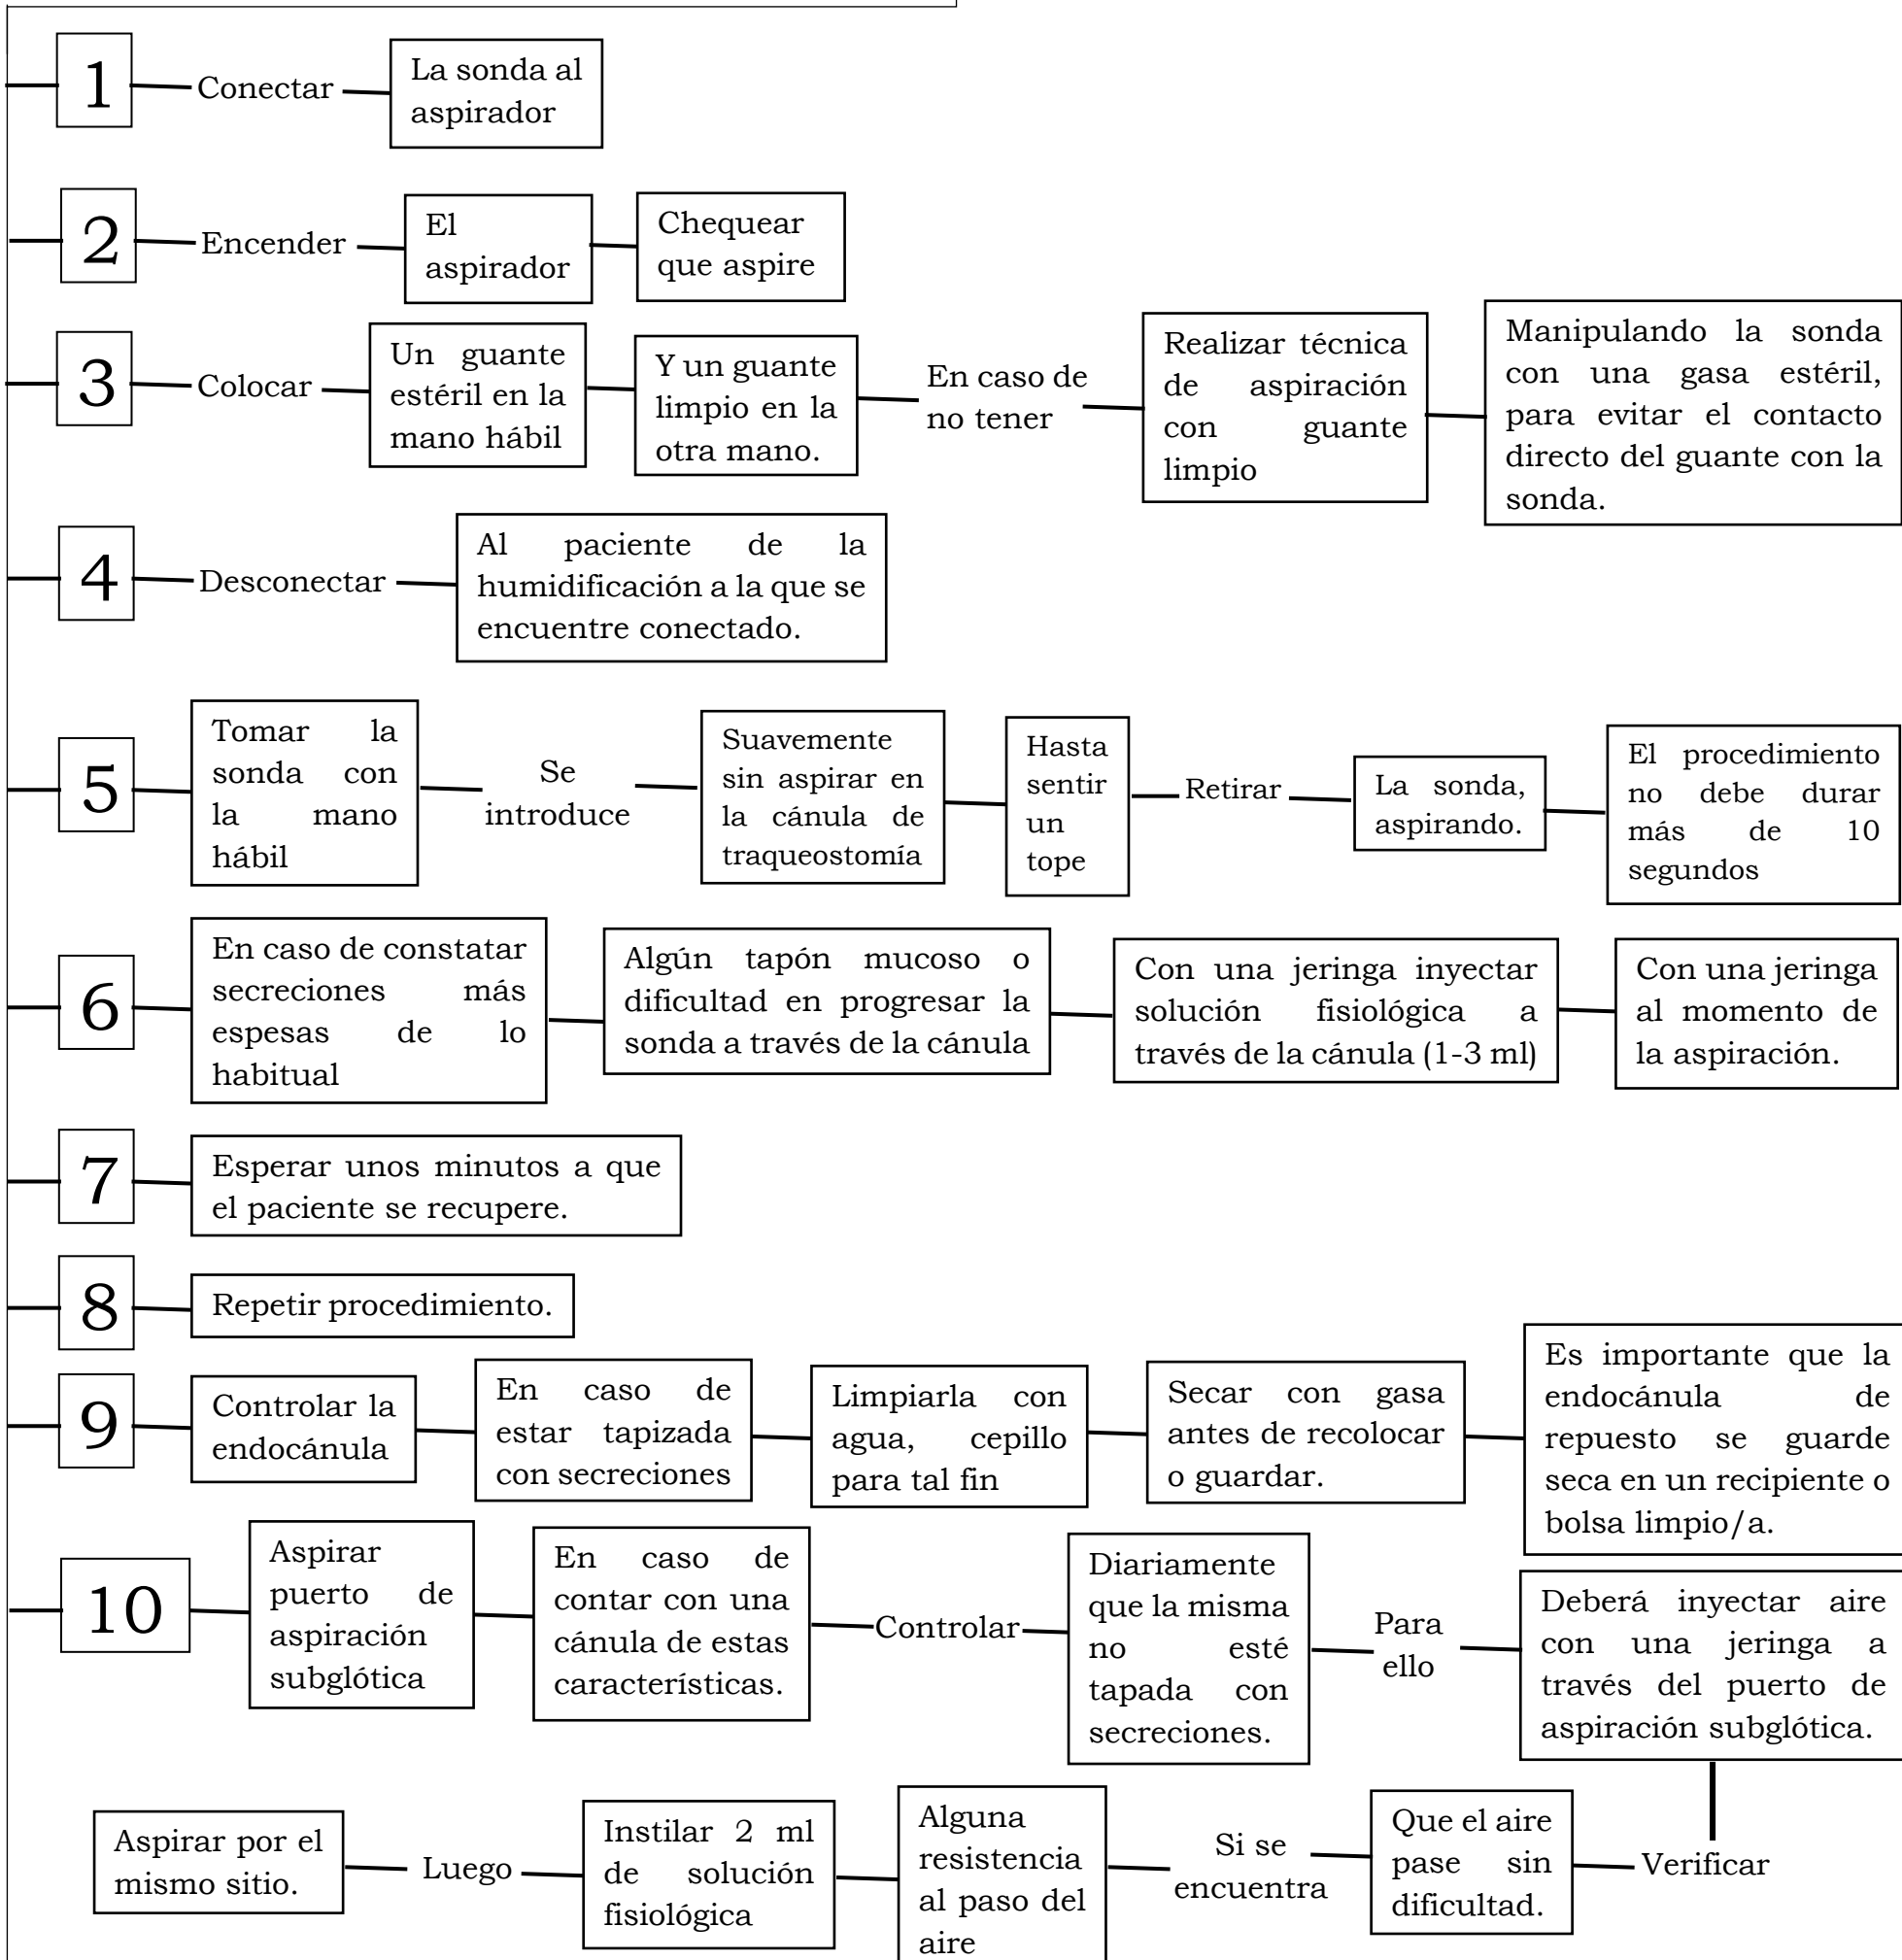 1
Conectar
La sonda al
aspirador
2
Encender
El
aspirador
Chequear
que aspire
3
Colocar
Un guante
estéril en la
mano hábil
Y un guante
limpio en la
otra mano.
En caso de
no tener
Realizar técnica
de aspiración
con guante
limpio
Manipulando la sonda
con una gasa estéril,
para evitar el contacto
directo del guante con la
sonda.
4
Desconectar
Al paciente de la
humidificación a la que se
encuentre conectado.
5
Tomar la
sonda con
la mano
hábil
Se
introduce
Suavemente
sin aspirar en
la cánula de
traqueostomía
Hasta
sentir
un
tope
Retirar
La sonda,
aspirando.
El procedimiento
no debe durar
más de 10
segundos
6
En caso de constatar
secreciones más
espesas de lo
habitual
Algún tapón mucoso o
dificultad en progresar la
sonda a través de la cánula
Con una jeringa inyectar
solución fisiológica a
través de la cánula (1-3 ml)
Con una jeringa
al momento de
la aspiración.
7
Esperar unos minutos a que
el paciente se recupere.
8
Repetir procedimiento.
9
Controlar la
endocánula
En caso de
estar tapizada
con secreciones
Limpiarla con
agua, cepillo
para tal fin
Secar con gasa
antes de recolocar
o guardar.
Es importante que la
endocánula de
repuesto se guarde
seca en un recipiente o
bolsa limpio/a.
10
Aspirar
puerto de
aspiración
subglótica
En caso de
contar con una
cánula de estas
características.
Controlar
Diariamente
que la misma
no esté
tapada con
secreciones.
Para
ello
Deberá inyectar aire
con una jeringa a
través del puerto de
aspiración subglótica.
Verificar
Que el aire
pase sin
dificultad.
Si se
encuentra
Alguna
resistencia
al paso del
aire
Instilar 2 ml
de solución
fisiológica
Luego
Aspirar por el
mismo sitio.